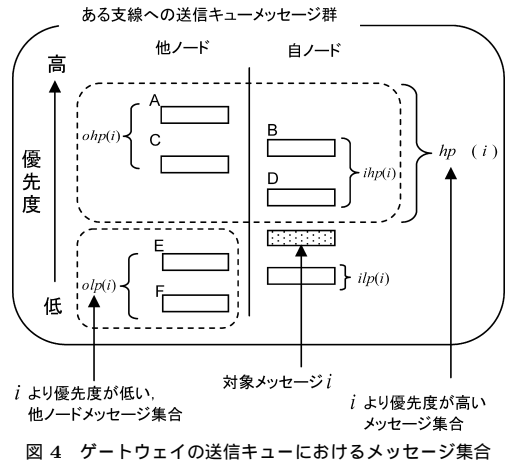 ある支線への送信キューメッセージ群
他ノード
自ノード
高
A
ohp(i)
C
B
hp (i)
優先度
ihp(i)
D
E
olp(i)
ilp(i)
低
F
i より優先度が低い,
他ノードメッセージ集合
対象メッセージ i
i より優先度が高い
メッセージ集合
図 4 ゲートウェイの送信キューにおけるメッセージ集合